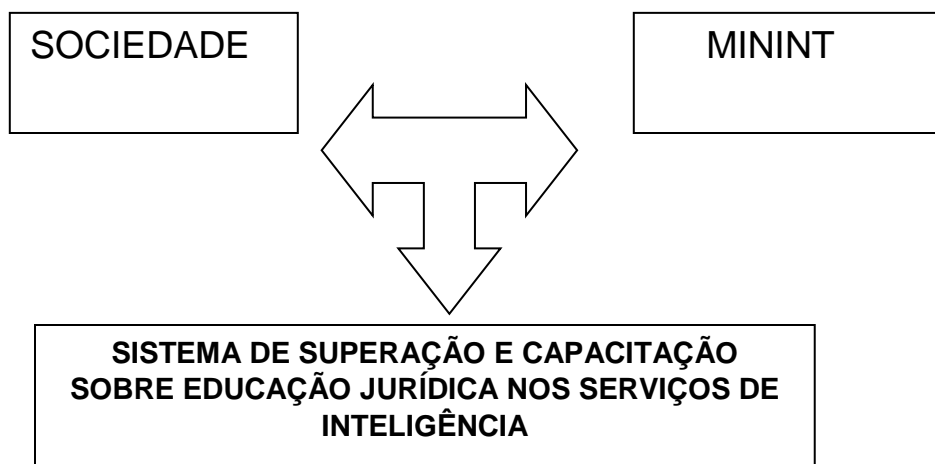 SOCIEDADE
MININT
SISTEMA DE SUPERAÇÃO E CAPACITAÇÃO
SOBRE EDUCAÇÃO JURÍDICA NOS SERVIÇOS DE
INTELIGÊNCIA